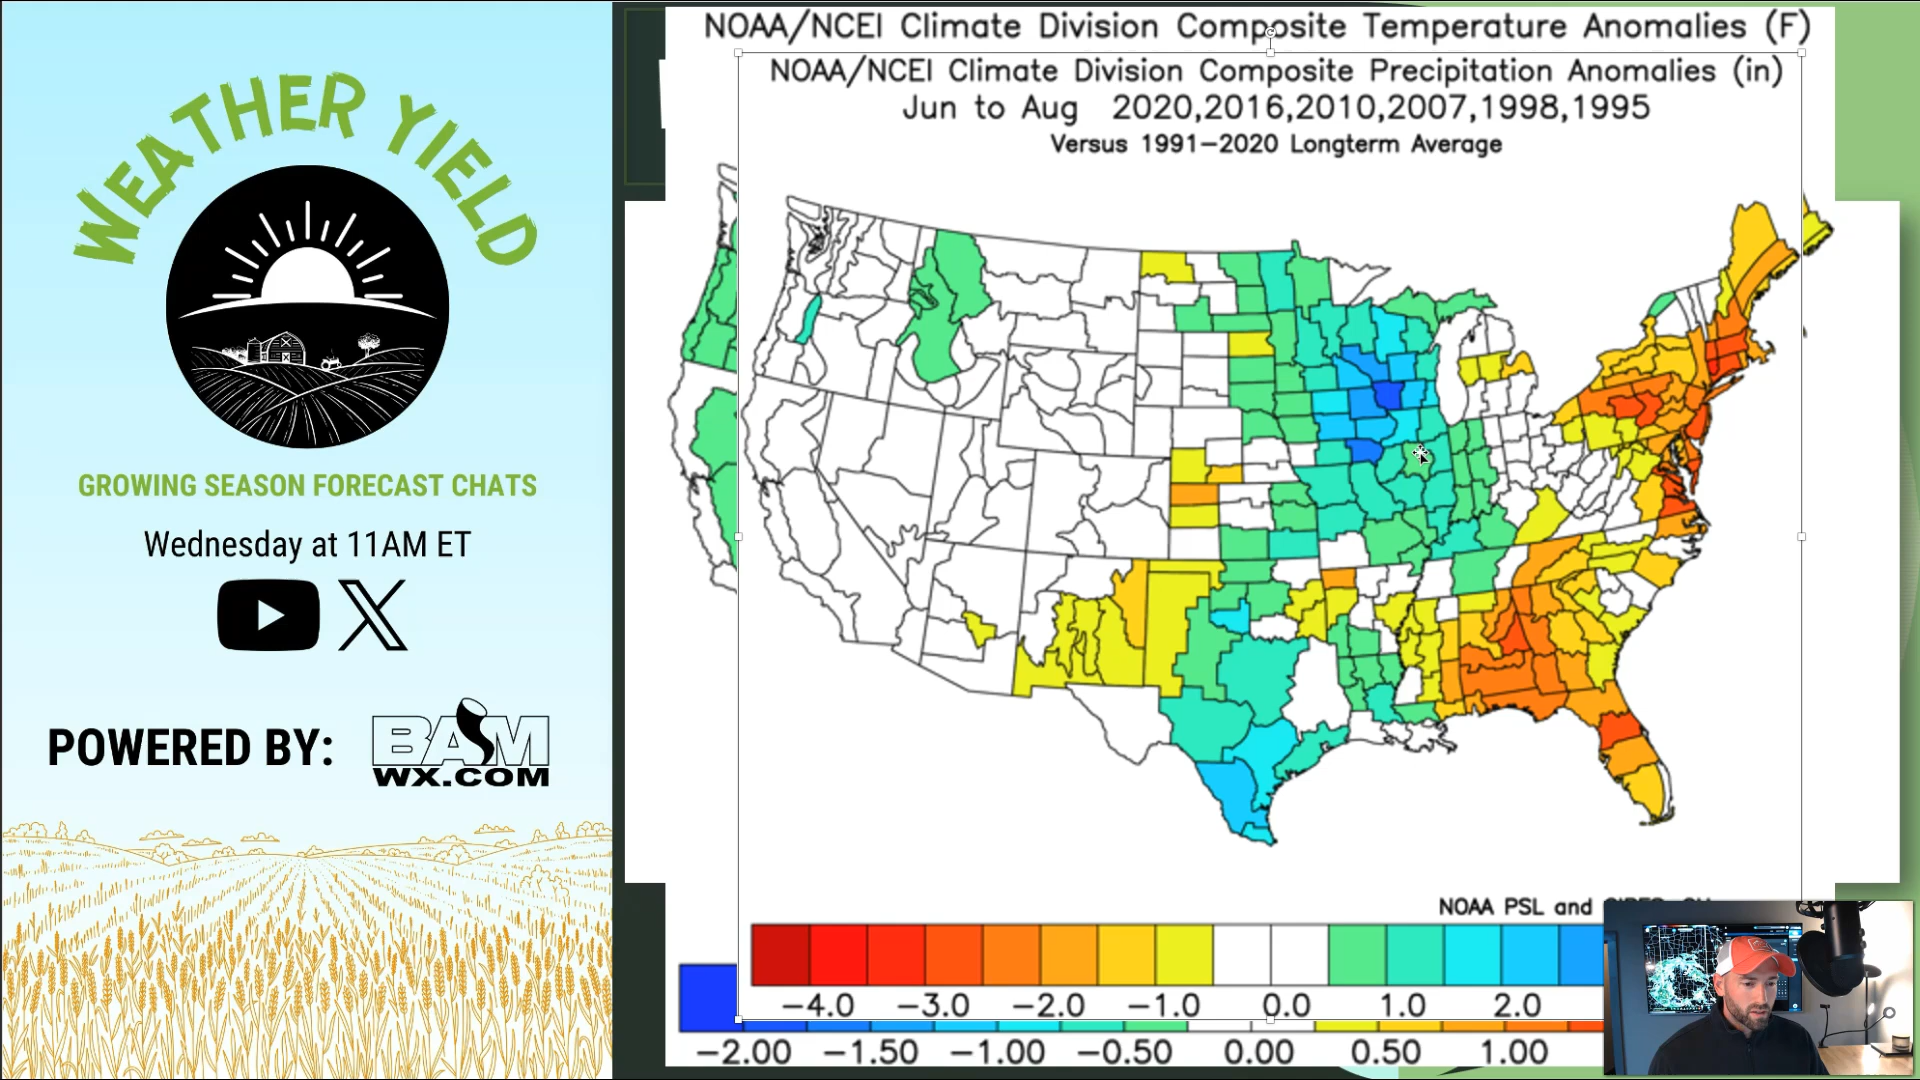 WEATHER YIELD
GROWING SEASON FORECAST CHATS
Wednesday at 11AM ET
POWERED BY:
BAM
WX.COM
NOAA/NCEI Climate Division Composite Temperature Anomalies (F)
NOAA/NCEI Climate Division Composite Precipitation Anomalies (in)
Jun to Aug 2020,2016,2010,2007,1998,1995
Versus 1991-2020 Longterm Average
NOAA PSL and
-4.0 -3.0 -2.0 -1.0 0.0 1.0 2.0
-2.00 -1.50 -1.00 -0.50 0.00 0.50 1.00